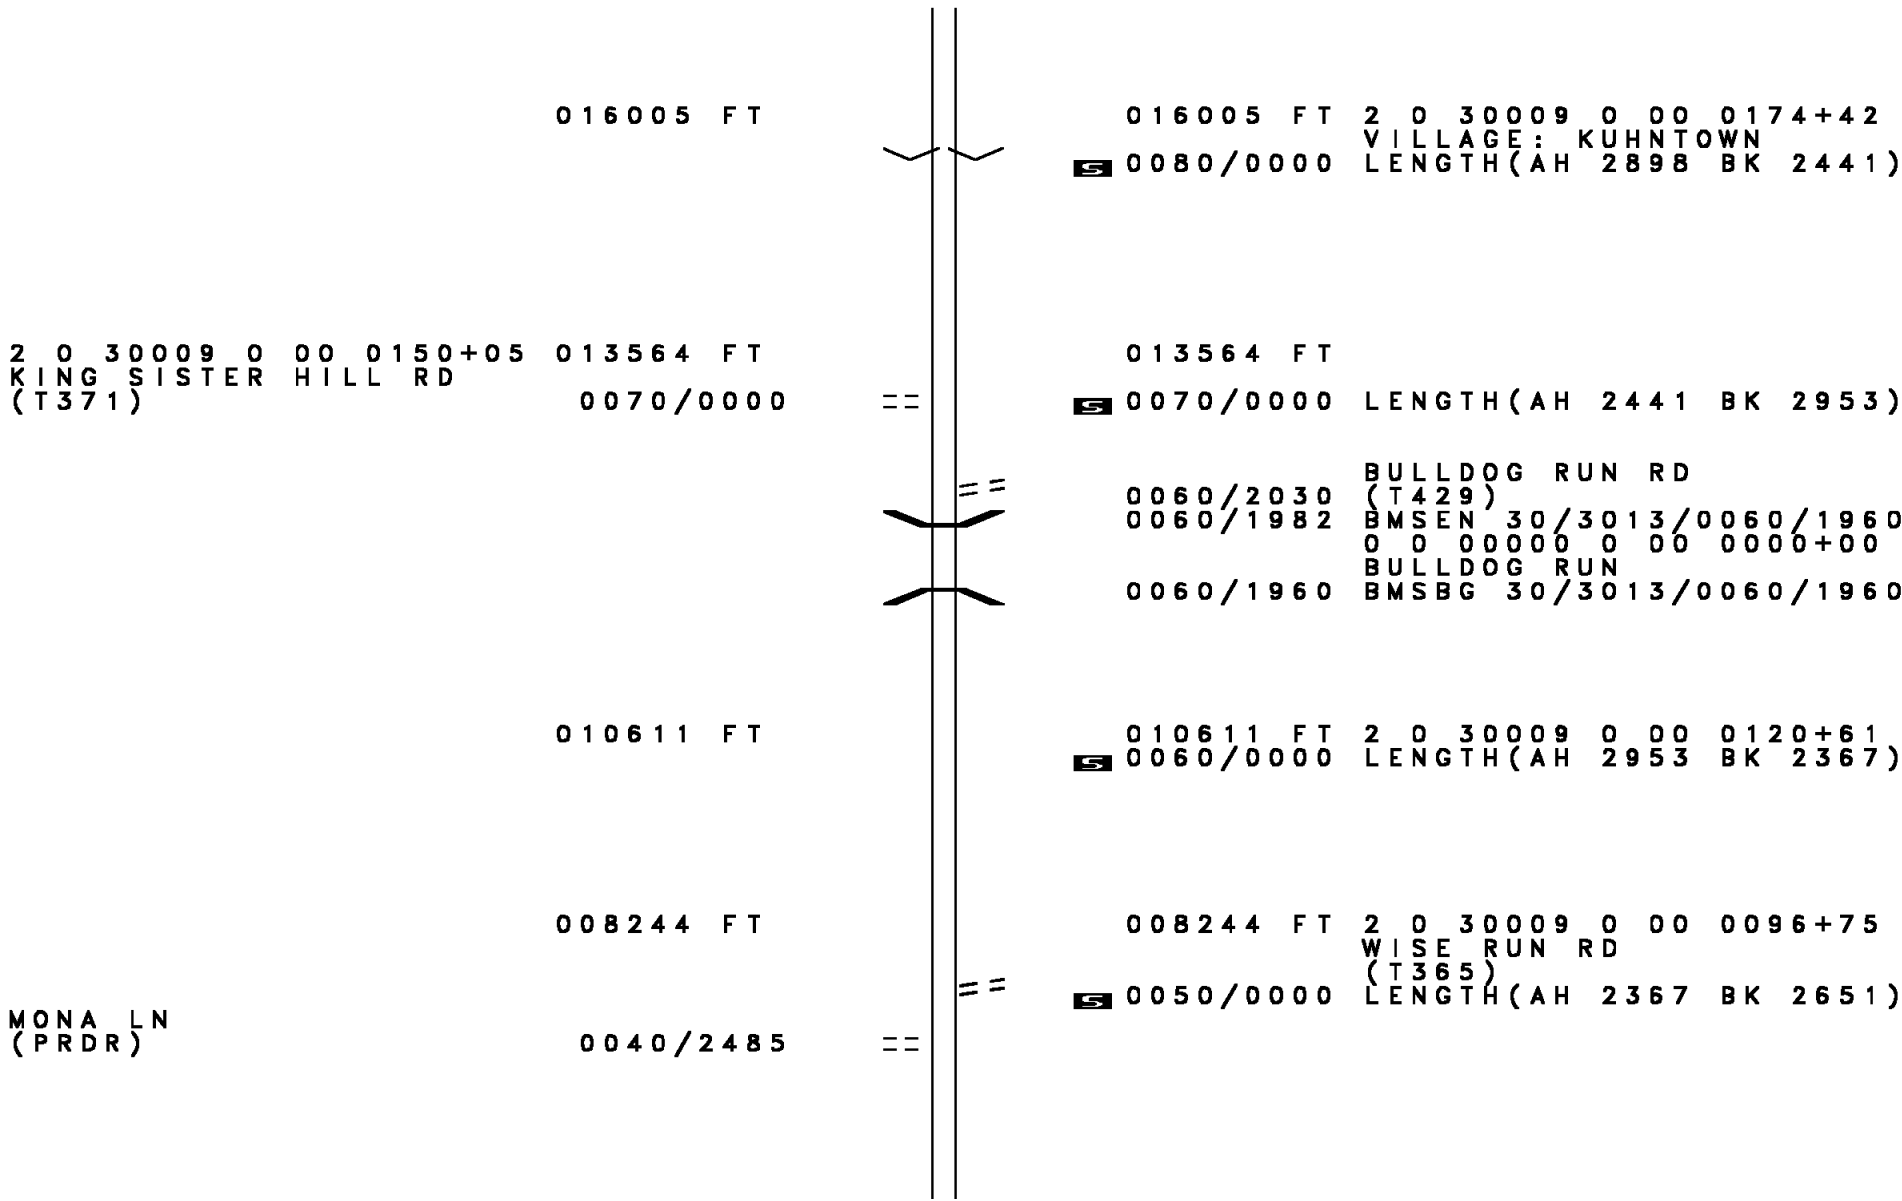 016005 FT 016005 FT 2 0 30009 0 00 0174+42
VILLAGE: KUHNTOWN
S 0080/0000 LENGTH(AH 2898 BK 2441)
2 0 30009 0 00 0150+05 013564 FT 013564 FT
KING SISTER HILL RD
(T371) 0070/0000 == S 0070/0000 LENGTH(AH 2441 BK 2953)
BULLDOG RUN RD
== 0060/2030 (T429)
0060/1982 BMSEN 30/3013/0060/1960
0 0 00000 0 00 0000+00
BULLDOG RUN
0060/1960 BMSBG 30/3013/0060/1960
010611 FT 010611 FT 2 0 30009 0 00 0120+61
S 0060/0000 LENGTH(AH 2953 BK 2367)
008244 FT 008244 FT 2 0 30009 0 00 0096+75
WISE RUN RD
(T365)
== S 0050/0000 LENGTH(AH 2367 BK 2651)
MONA LN
(PRDR) 0040/2485 ==